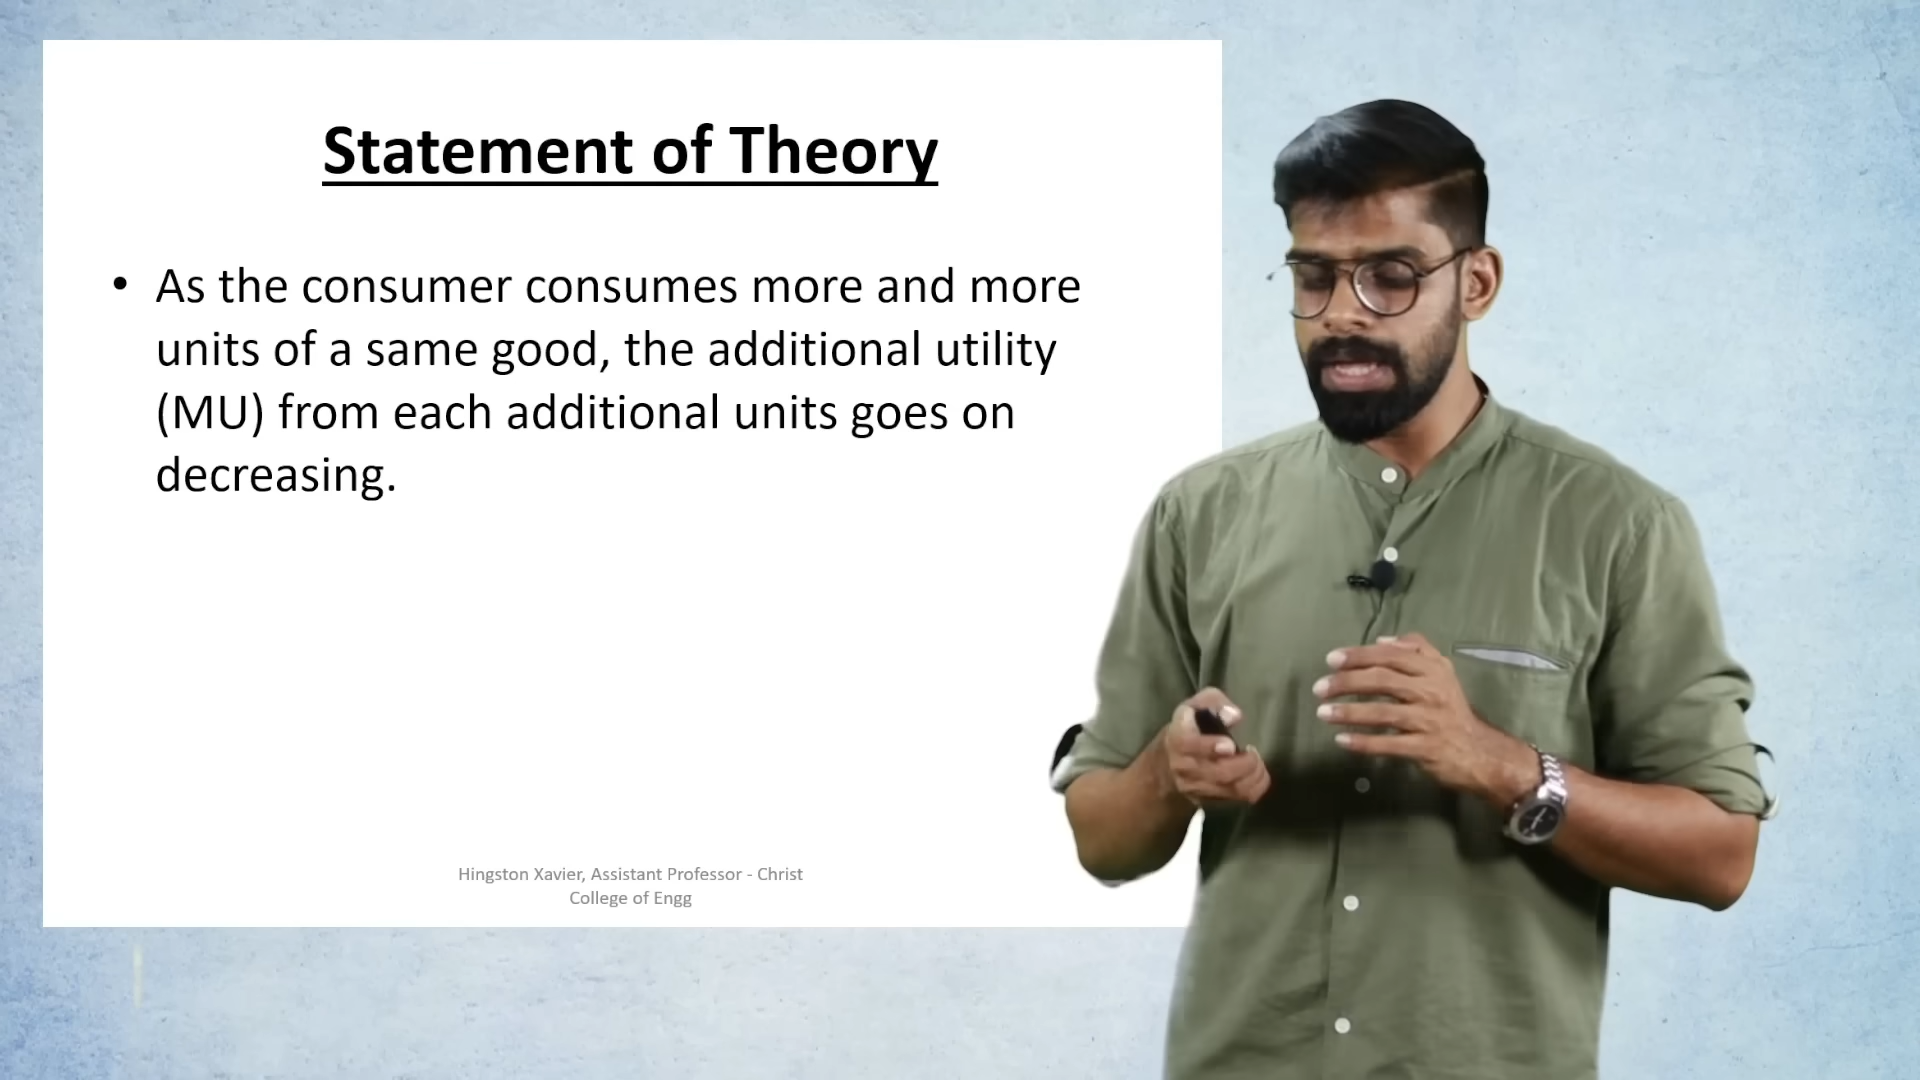 Statement of Theory
• As the consumer consumes more and more
units of a same good, the additional utility
(MU) from each additional units goes on
decreasing.
Hingston Xavier, Assistant Professor - Christ
College of Engg